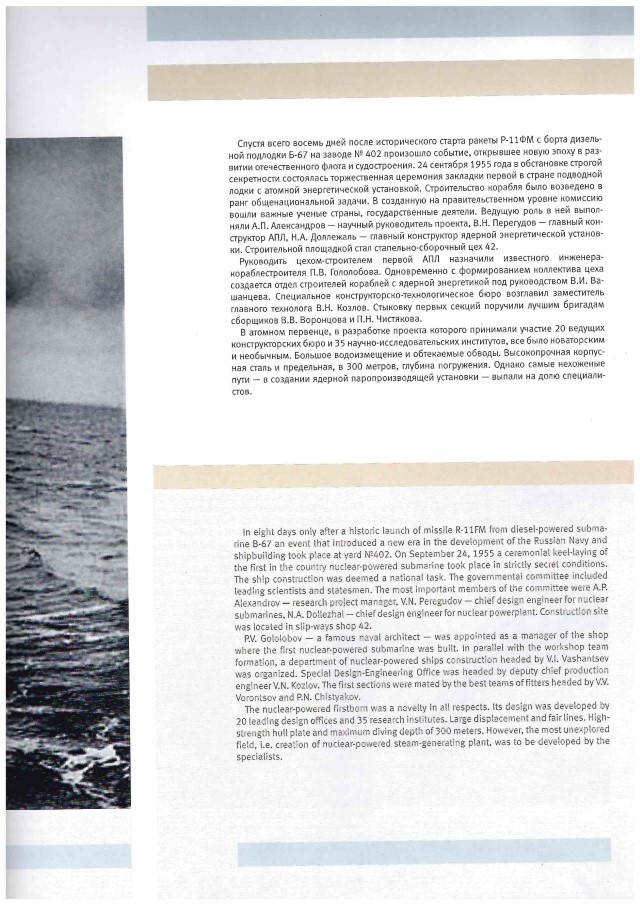 Спустя всего восемь дней после исторического старта ракеты Р-11ФМ с борта дизель-
ной подлодки Б-67 на заводе № 402 произошло событие, открывшее новую эпоху в раз-
витии отечественного флота и судостроения. 24 сентября 1955 года в обстановке строгой
секретности состоялась торжественная церемония закладки первой в стране подводной
лодки с атомной энергетической установкой. Строительство корабля было возведено в
ранг общенациональной задачи. В созданную на правительственном уровне комиссию
вошли важные ученые страны, государственные деятели. Ведущую роль в ней выпол-
няли А.П. Александров — научный руководитель проекта, В.Н. Перегудов — главный кон-
структор АПЛ, Н.А. Доллежаль — главный конструктор ядерной энергетической установ-
ки. Строительной площадкой стал стапельно-сборочный цех 42.
Руководить цехом-строителем первой АПЛ назначили известного инженера-
кораблестроителя П.В. Гололобова. Одновременно с формированием коллектива цеха
создается отдел строителей кораблей с ядерной энергетикой под руководством В.И. Ва-
шанцева. Специальное конструкторско-технологическое бюро возглавил заместитель
главного технолога В.Н. Козлов. Стыковку первых секций поручили лучшим бригадам
сборщиков В.В. Воронцова и П.Н. Чистякова.
В атомном первенце, в разработке проекта которого принимали участие 20 ведущих
конструкторских бюро и 35 научно-исследовательских институтов, все было новаторским
и необычным. Большое водоизмещение и обтекаемые обводы. Высокопрочная корпус-
ная сталь и предельная, в 300 метров, глубина погружения. Однако самые нехоженые
пути — в создании ядерной паропроизводящей установки — выпали на долю специали-
стов.
In eight days only after a historic launch of missile R-11FM from diesel-powered subma-
rine B-67 an event that introduced a new era in the development of the Russian Navy and
shipbuilding took place at yard №402. On September 24, 1955 a ceremonial keel-laying of
the first in the country nuclear-powered submarine took place in strictly secret conditions.
The ship construction was deemed a national task. The governmental committee included
leading scientists and statesmen. The most important members of the committee were A.P.
Alexandrov — research project manager, V.N. Peregudov — chief design engineer for nuclear
submarines, N.A. Dollezhal — chief design engineer for nuclear powerplant. Construction site
was located in slip-ways shop 42.
P.V. Gololobov — a famous naval architect — was appointed as a manager of the shop
where the first nuclear-powered submarine was built. In parallel with the workshop team
formation, a department of nuclear-powered ships construction headed by V.I. Vashantsev
was organized. Special Design-Engineering Office was headed by deputy chief production
engineer V.N. Kozlov. The first sections were mated by the best teams of fitters headed by V.V.
Vorontsov and P.N. Chistyakov.
The nuclear-powered firstborn was a novelty in all respects. Its design was developed by
20 leading design offices and 35 research institutes. Large displacement and fair lines. High-
strength hull plate and maximum diving depth of 300 meters. However, the most unexplored
field, i.e. creation of nuclear-powered steam-generating plant, was to be developed by the
specialists.